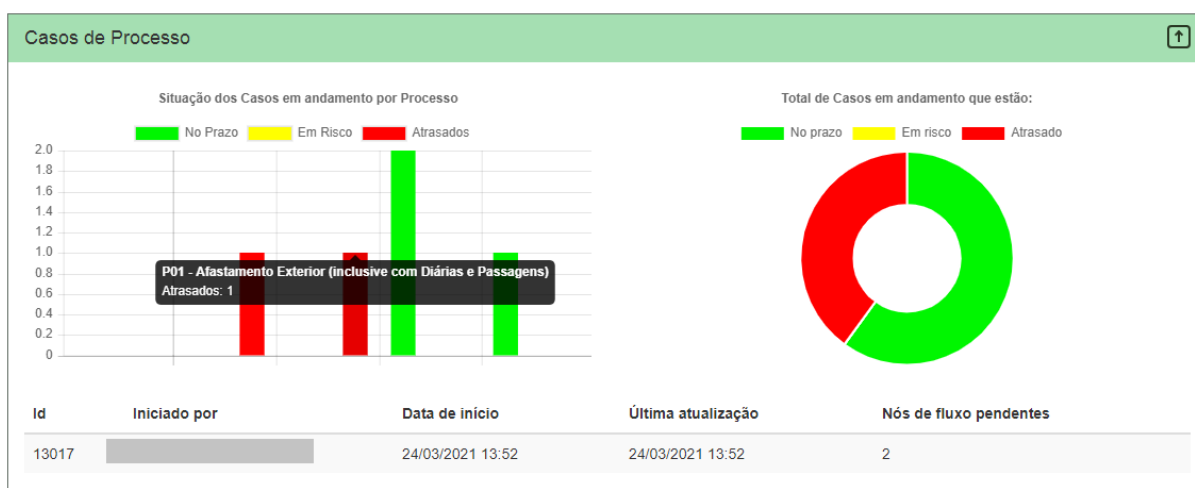 Casos de Processo
Situação dos Casos em andamento por Processo
No Prazo Em Risco Atrasados
2.0
1.8
1.6
1.4
1.2
1.0
0.8
0.6
0.4
0.2
0
P01 - Afastamento Exterior (inclusive com Diárias e Passagens)
Atrasados: 1
Total de Casos em andamento que estão:
No prazo Em risco Atrasado
Id Iniciado por Data de início Última atualização Nós de fluxo pendentes
13017 24/03/2021 13:52 24/03/2021 13:52 2